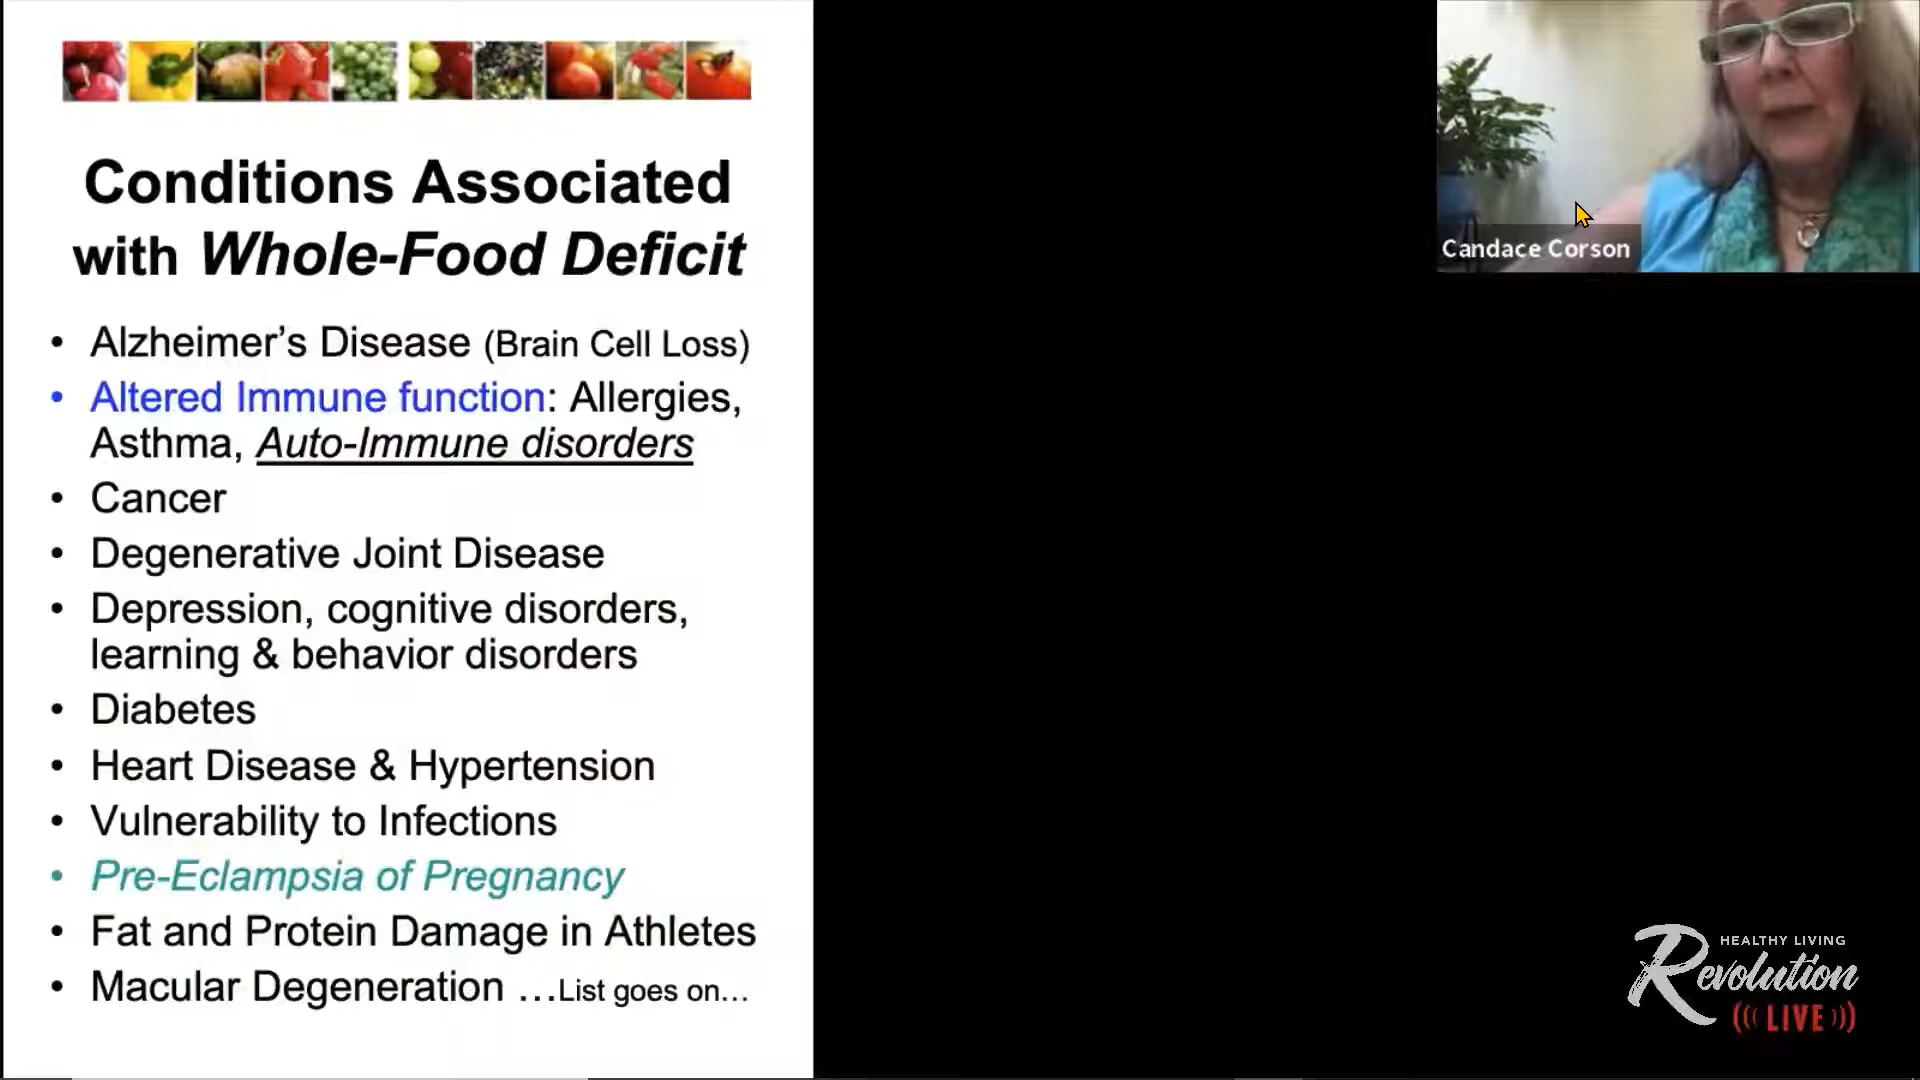 Conditions Associated
with Whole-Food Deficit
• Alzheimer’s Disease (Brain Cell Loss)
• Altered Immune function: Allergies,
Asthma, Auto-Immune disorders
• Cancer
• Degenerative Joint Disease
• Depression, cognitive disorders,
learning & behavior disorders
• Diabetes
• Heart Disease & Hypertension
• Vulnerability to Infections
• Pre-Eclampsia of Pregnancy
• Fat and Protein Damage in Athletes
• Macular Degeneration …List goes on…
Candace Corson
HEALTHY LIVING
Revolution
((( LIVE )))